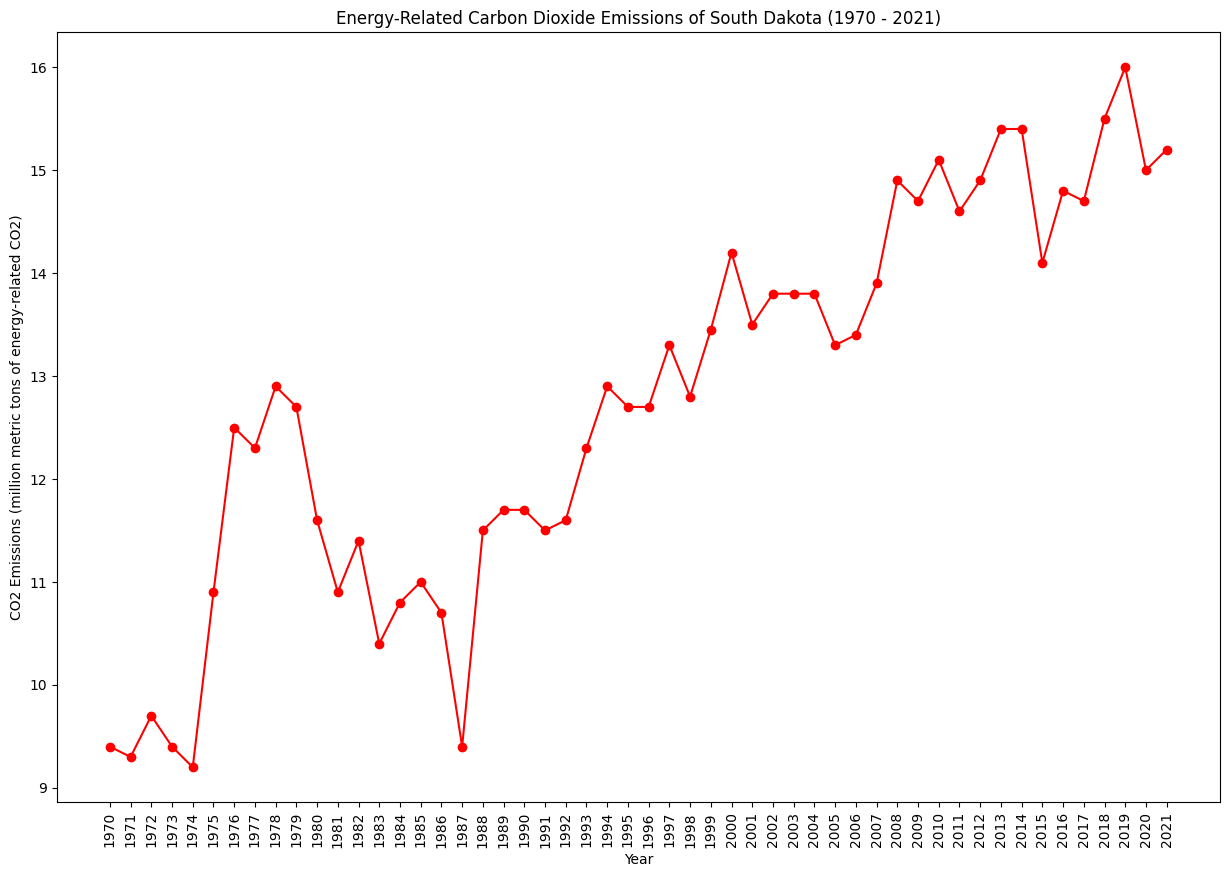 Energy-Related Carbon Dioxide Emissions of South Dakota (1970 - 2021)
CO2 Emissions (million metric tons of energy-related CO2)
16
15
14
13
12
11
10
9
1970 1971 1972 1973 1974 1975 1976 1977 1978 1979 1980 1981 1982 1983 1984 1985 1986 1987 1988 1989 1990 1991 1992 1993 1994 1995 1996 1997 1998 1999 2000 2001 2002 2003 2004 2005 2006 2007 2008 2009 2010 2011 2012 2013 2014 2015 2016 2017 2018 2019 2020 2021
Year